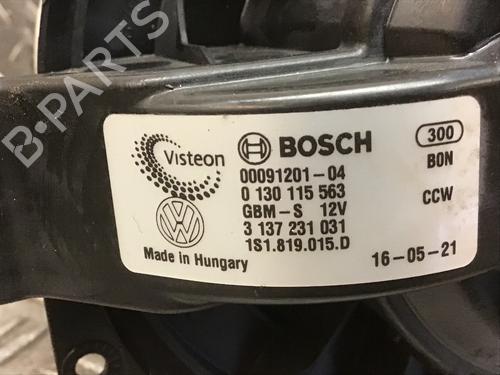 B·PARTS
Visteon
BOSCH
300
00091201-04
BON
0 130 115 563
GBM-S 12V
CCW
3 137 231 031
1S1.819.015.D
Made in Hungary
16-05-21